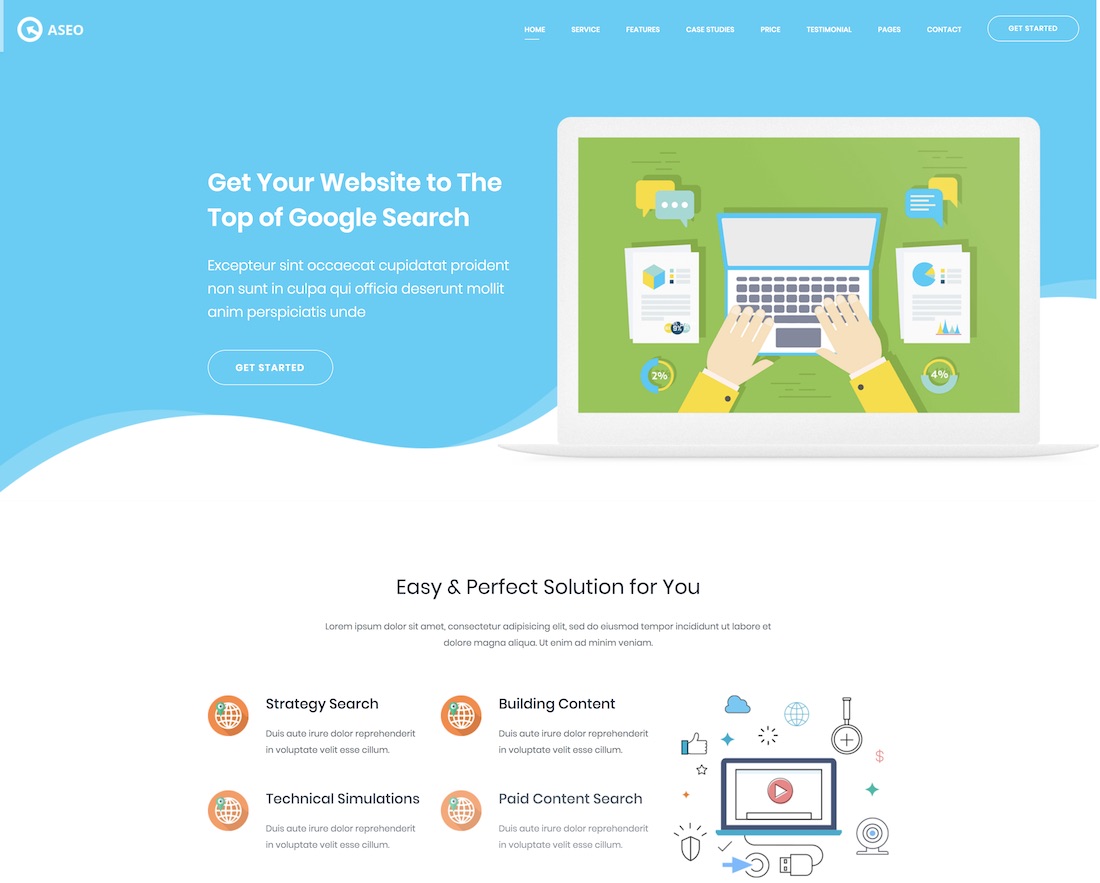 ASEO
HOME SERVICE FEATURES CASE STUDIES PRICE TESTIMONIAL PAGES CONTACT GET STARTED
Get Your Website to The
Top of Google Search
Excepteur sint occaecat cupidatat proident
non sunt in culpa qui officia deserunt mollit
anim perspiciatis unde
GET STARTED
2%
4%
Easy & Perfect Solution for You
Lorem ipsum dolor sit amet, consectetur adipisicing elit, sed do eiusmod tempor incididunt ut labore et
dolore magna aliqua. Ut enim ad minim veniam.
Strategy Search
Duis aute irure dolor reprehenderit
in voluptate velit esse cillum.
Building Content
Duis aute irure dolor reprehenderit
in voluptate velit esse cillum.
Technical Simulations
Duis aute irure dolor reprehenderit
in voluptate velit esse cillum.
Paid Content Search
Duis aute irure dolor reprehenderit
in voluptate velit esse cillum.
$